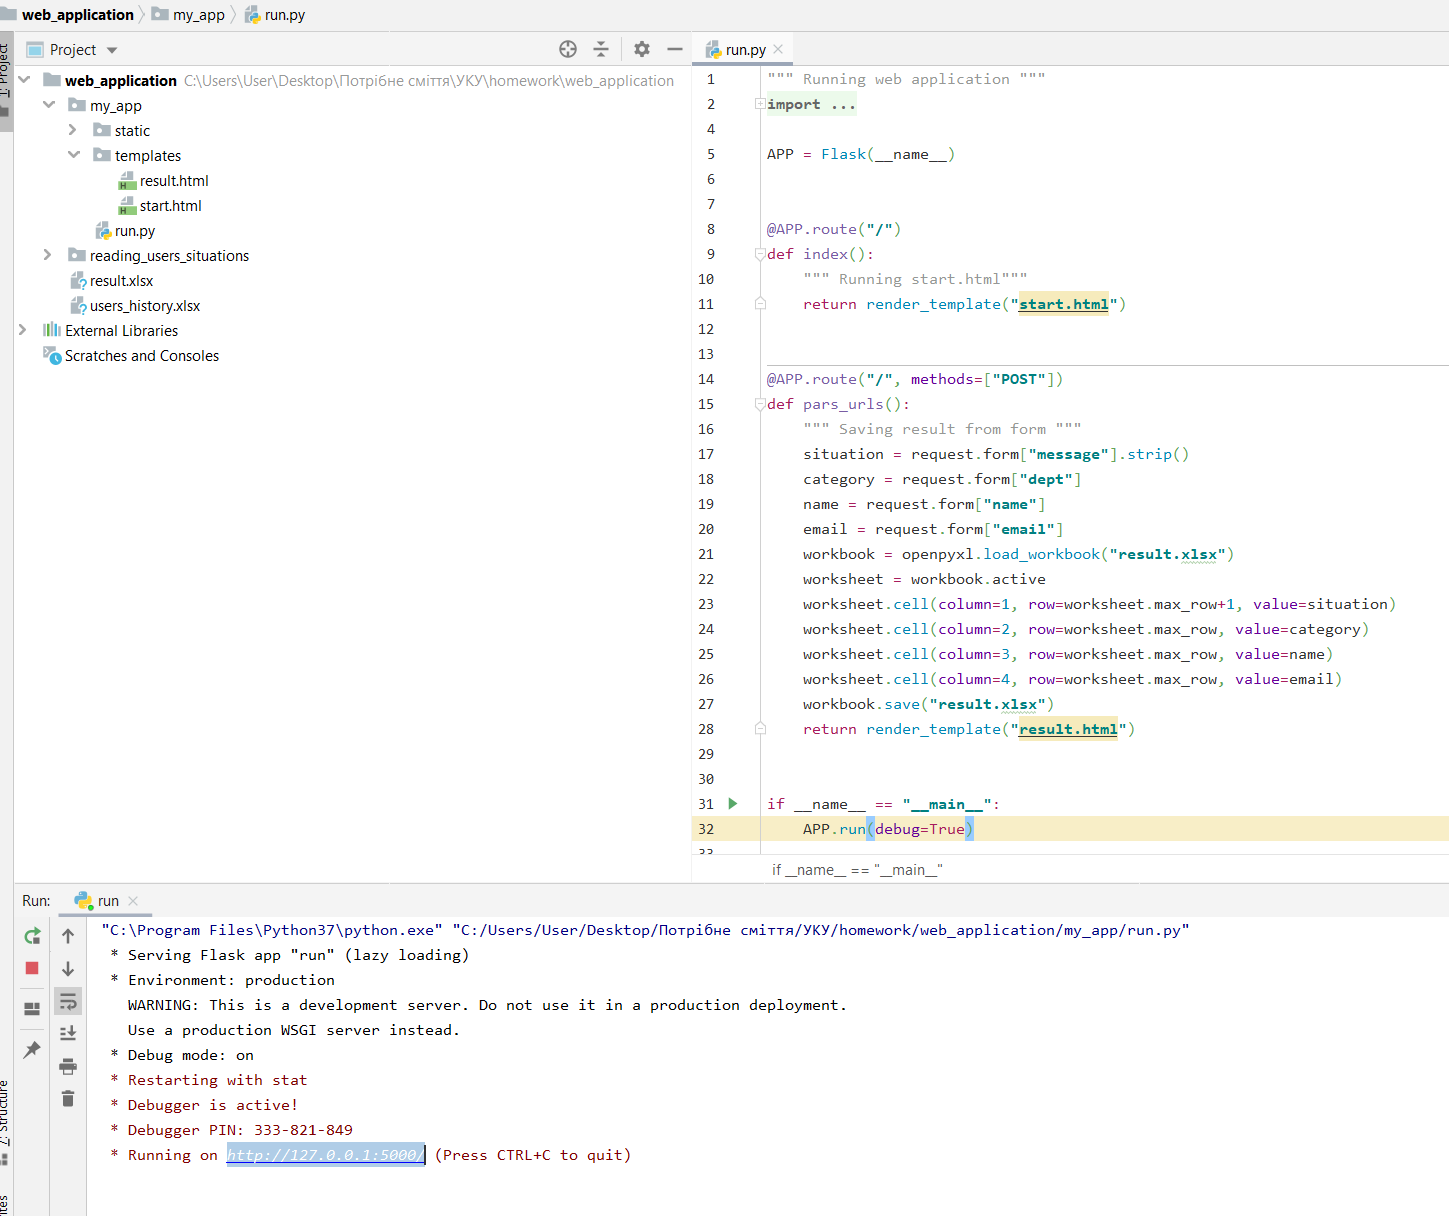 web_application my_app run.py
1: Project
Project
web_application C:\Users\User\Desktop\Потрібне сміття\УКУ\homework\web_application
my_app
static
templates
result.html
start.html
run.py
reading_users_situations
result.xlsx
users_history.xlsx
External Libraries
Scratches and Consoles
run.py
1 """ Running web application """
2 import ...
4
5 APP = Flask(__name__)
6
7
8 @APP.route("/")
9 def index():
10 """ Running start.html"""
11 return render_template("start.html")
12
13
14 @APP.route("/", methods=["POST"])
15 def pars_urls():
16 """ Saving result from form """
17 situation = request.form["message"].strip()
18 category = request.form["dept"]
19 name = request.form["name"]
20 email = request.form["email"]
21 workbook = openpyxl.load_workbook("result.xlsx")
22 worksheet = workbook.active
23 worksheet.cell(column=1, row=worksheet.max_row+1, value=situation)
24 worksheet.cell(column=2, row=worksheet.max_row, value=category)
25 worksheet.cell(column=3, row=worksheet.max_row, value=name)
26 worksheet.cell(column=4, row=worksheet.max_row, value=email)
27 workbook.save("result.xlsx")
28 return render_template("result.html")
29
30
31 if __name__ == "__main__":
32 APP.run(debug=True)
33
if __name__ == "__main__"
Run: run
"C:\Program Files\Python37\python.exe" "C:/Users/User/Desktop/Потрібне сміття/УКУ/homework/web_application/my_app/run.py"
* Serving Flask app "run" (lazy loading)
* Environment: production
WARNING: This is a development server. Do not use it in a production deployment.
Use a production WSGI server instead.
* Debug mode: on
* Restarting with stat
* Debugger is active!
* Debugger PIN: 333-821-849
* Running on http://127.0.0.1:5000/ (Press CTRL+C to quit)
7: Structure